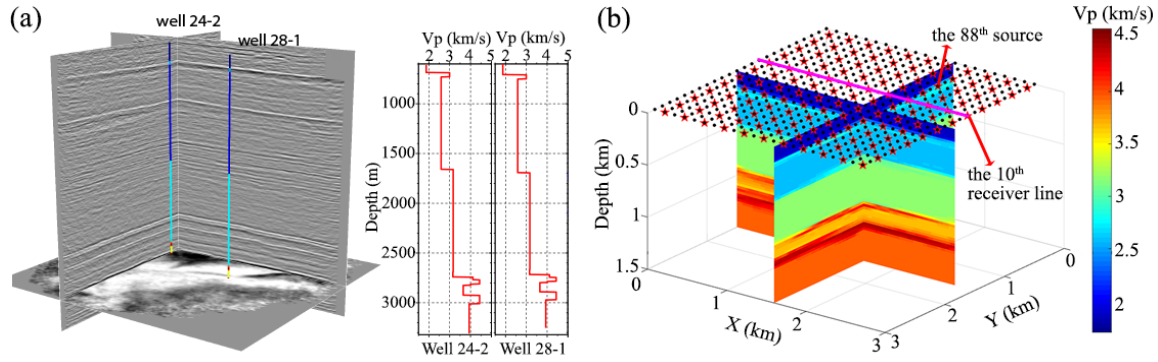 (a)
well 24-2
well 28-1
Vp (km/s)
Vp (km/s)
2 3 4 5
2 3 4 5
1000
1500
2000
2500
3000
Depth (m)
Well 24-2
Well 28-1
(b)
the 88th source
the 10th
receiver line
0
0.5
1
1.5
Depth (km)
0
1
2
3
X (km)
0
1
2
3
Y (km)
Vp (km/s)
4.5
4
3.5
3
2.5
2